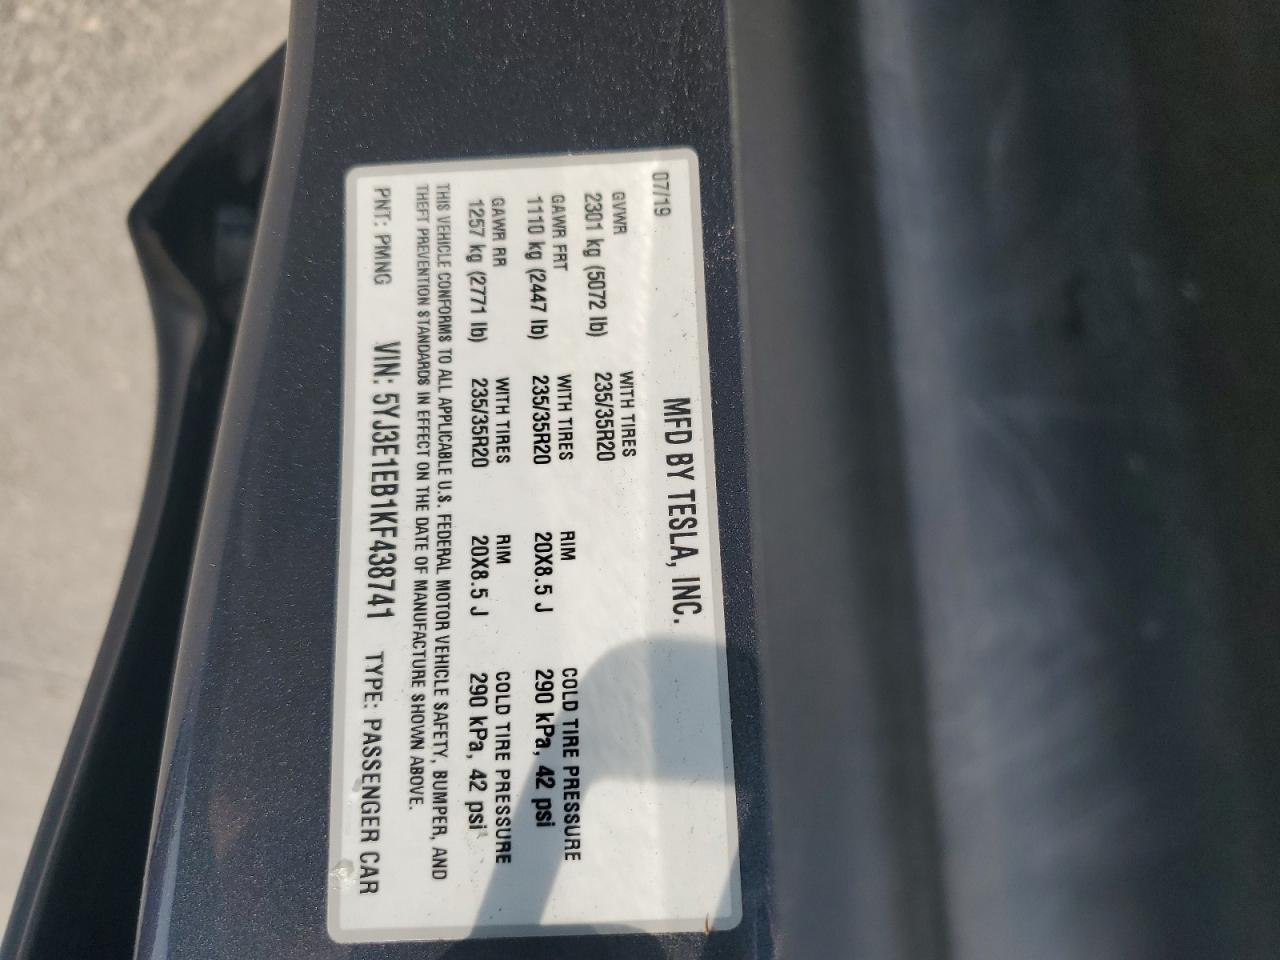 07/19 MFD BY TESLA, INC.
GVWR WITH TIRES
2301 kg (5072 lb) 235/35R20
GAWR FRT WITH TIRES RIM COLD TIRE PRESSURE
1110 kg (2447 lb) 235/35R20 20X8.5 J 290 kPa, 42 psi
GAWR RR WITH TIRES RIM COLD TIRE PRESSURE
1257 kg (2771 lb) 235/35R20 20X8.5 J 290 kPa, 42 psi
THIS VEHICLE CONFORMS TO ALL APPLICABLE U.S. FEDERAL MOTOR VEHICLE SAFETY, BUMPER, AND
THEFT PREVENTION STANDARDS IN EFFECT ON THE DATE OF MANUFACTURE SHOWN ABOVE.
PNT: PMNG VIN: 5YJ3E1EB1KF438741 TYPE: PASSENGER CAR